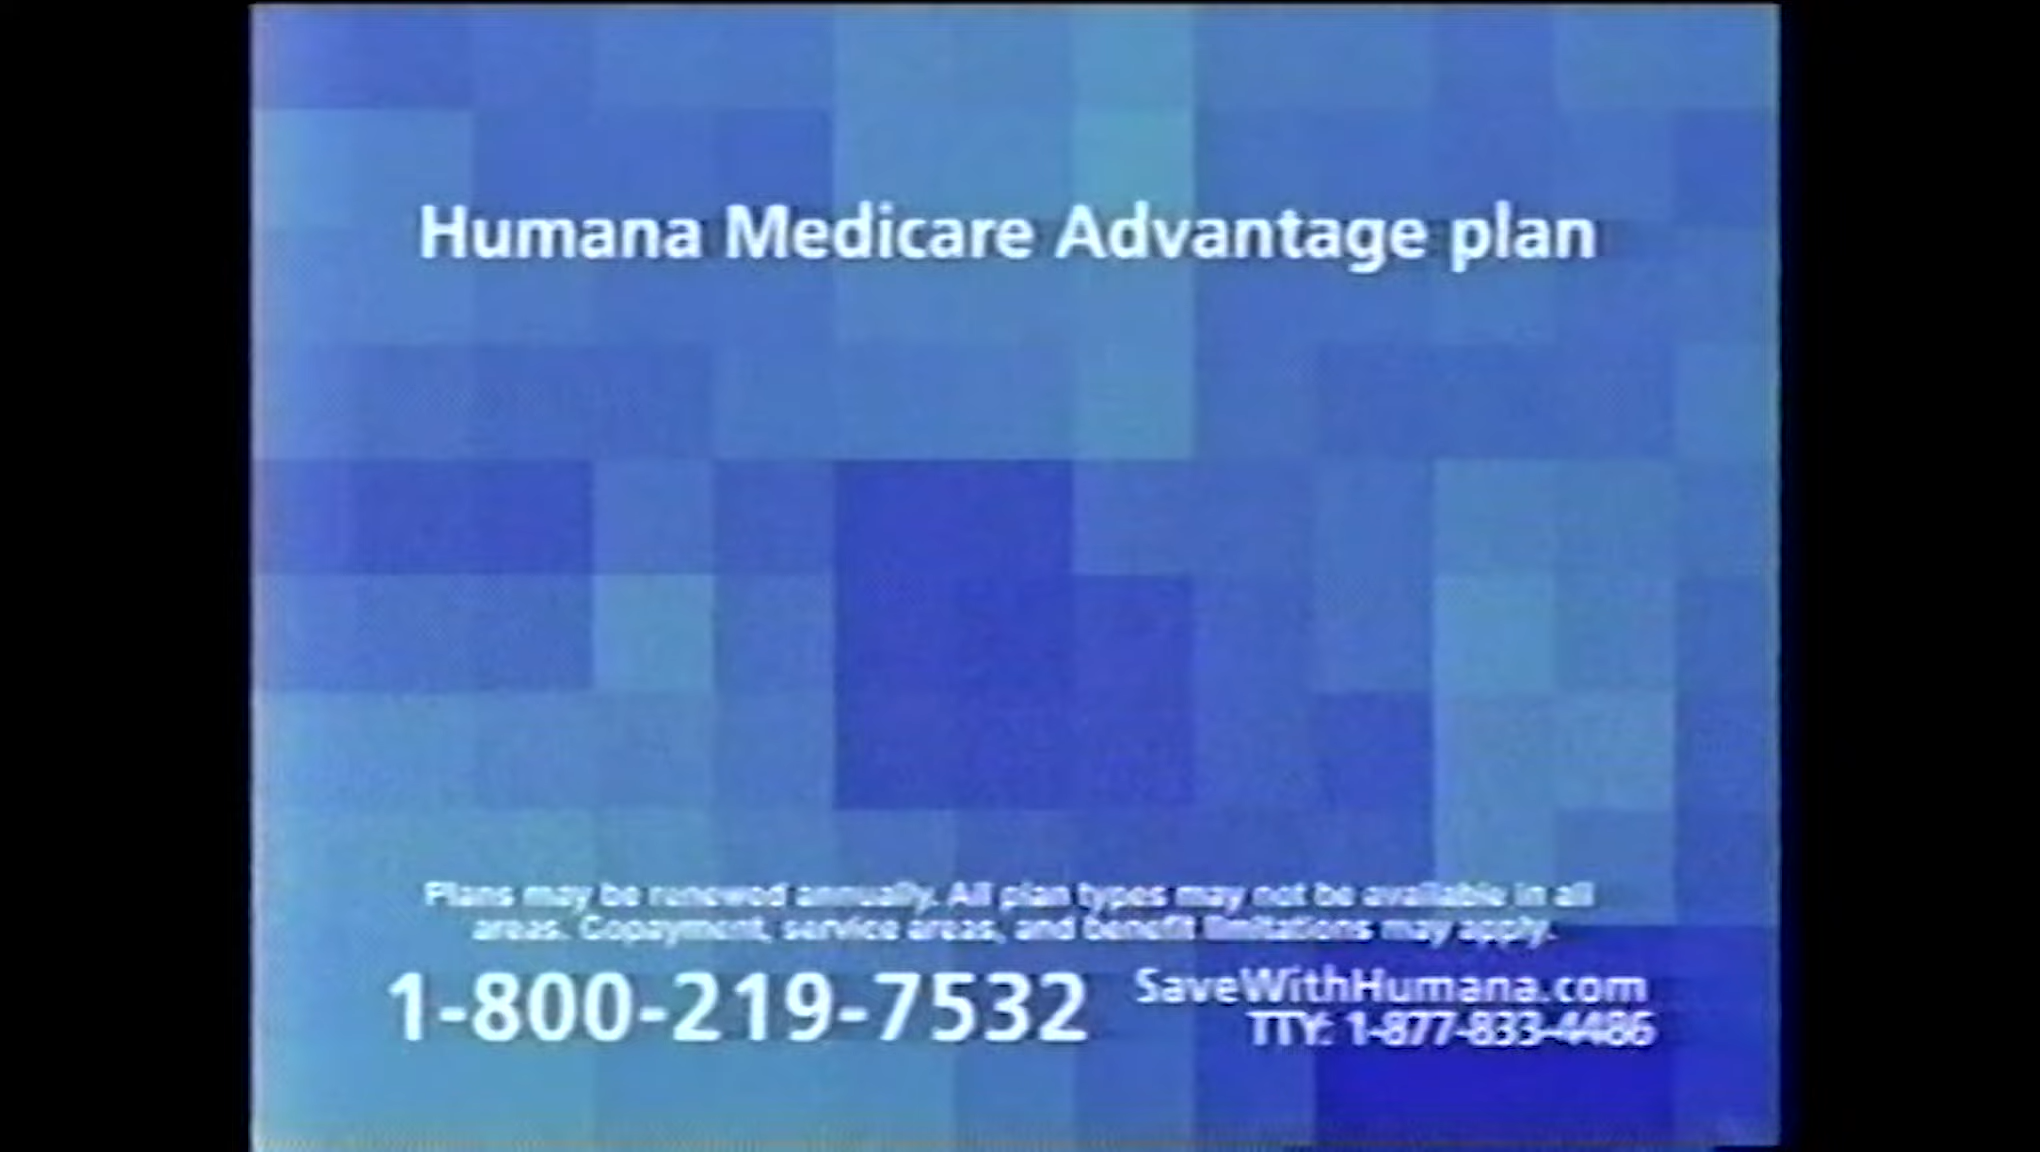 Humana Medicare Advantage plan
Plans may be renewed annually. All plan types may not be available in all
areas. Copayment, service areas, and benefit limitations may apply.
1-800-219-7532
SaveWithHumana.com
TTY: 1-877-833-4486